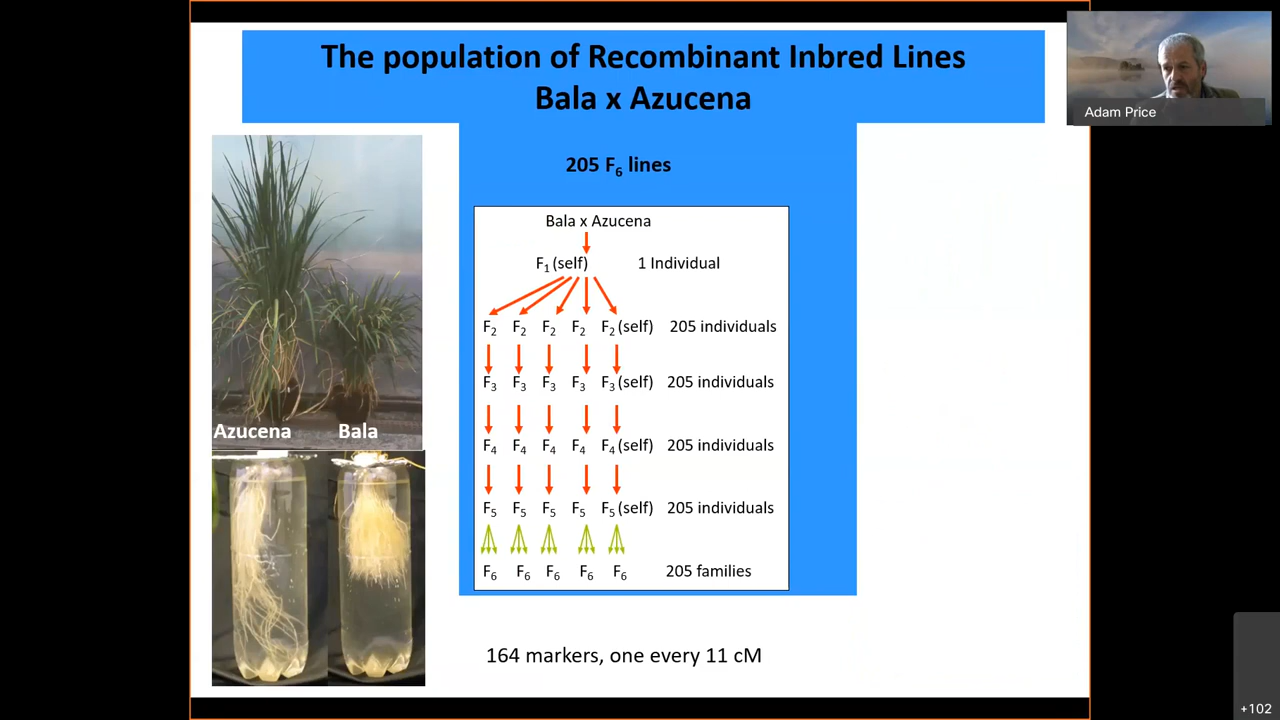 The population of Recombinant Inbred Lines
Bala x Azucena
Adam Price
205 F₆ lines
Bala x Azucena
F₁ (self) 1 Individual
F₂ F₂ F₂ F₂ F₂ (self) 205 individuals
F₃ F₃ F₃ F₃ F₃ (self) 205 individuals
F₄ F₄ F₄ F₄ F₄ (self) 205 individuals
F₅ F₅ F₅ F₅ F₅ (self) 205 individuals
F₆ F₆ F₆ F₆ F₆ 205 families
Azucena Bala
164 markers, one every 11 cM
+102